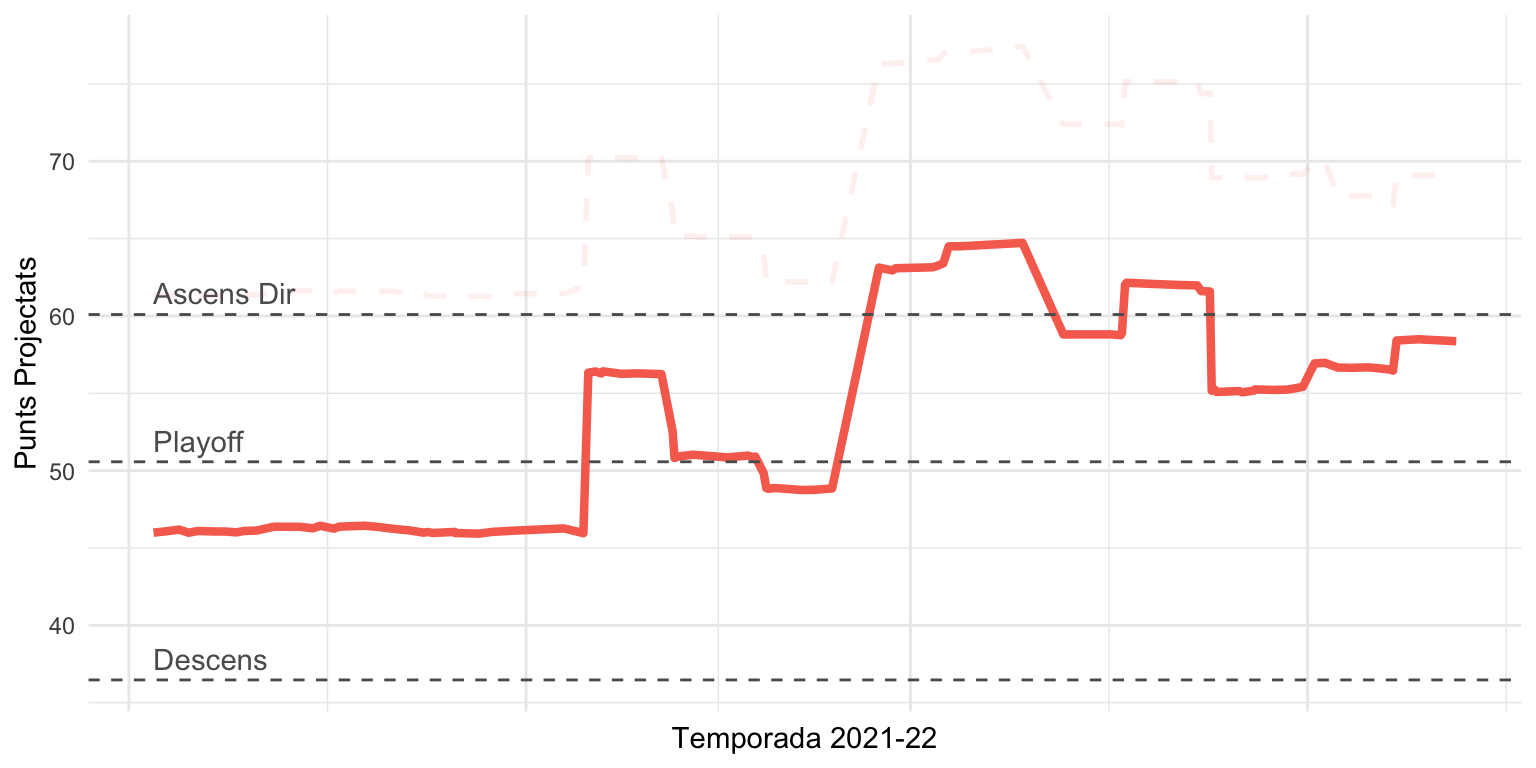 70
Ascens Dir
60
Playoff
50
40
Descens
Punts Projectats
Temporada 2021-22